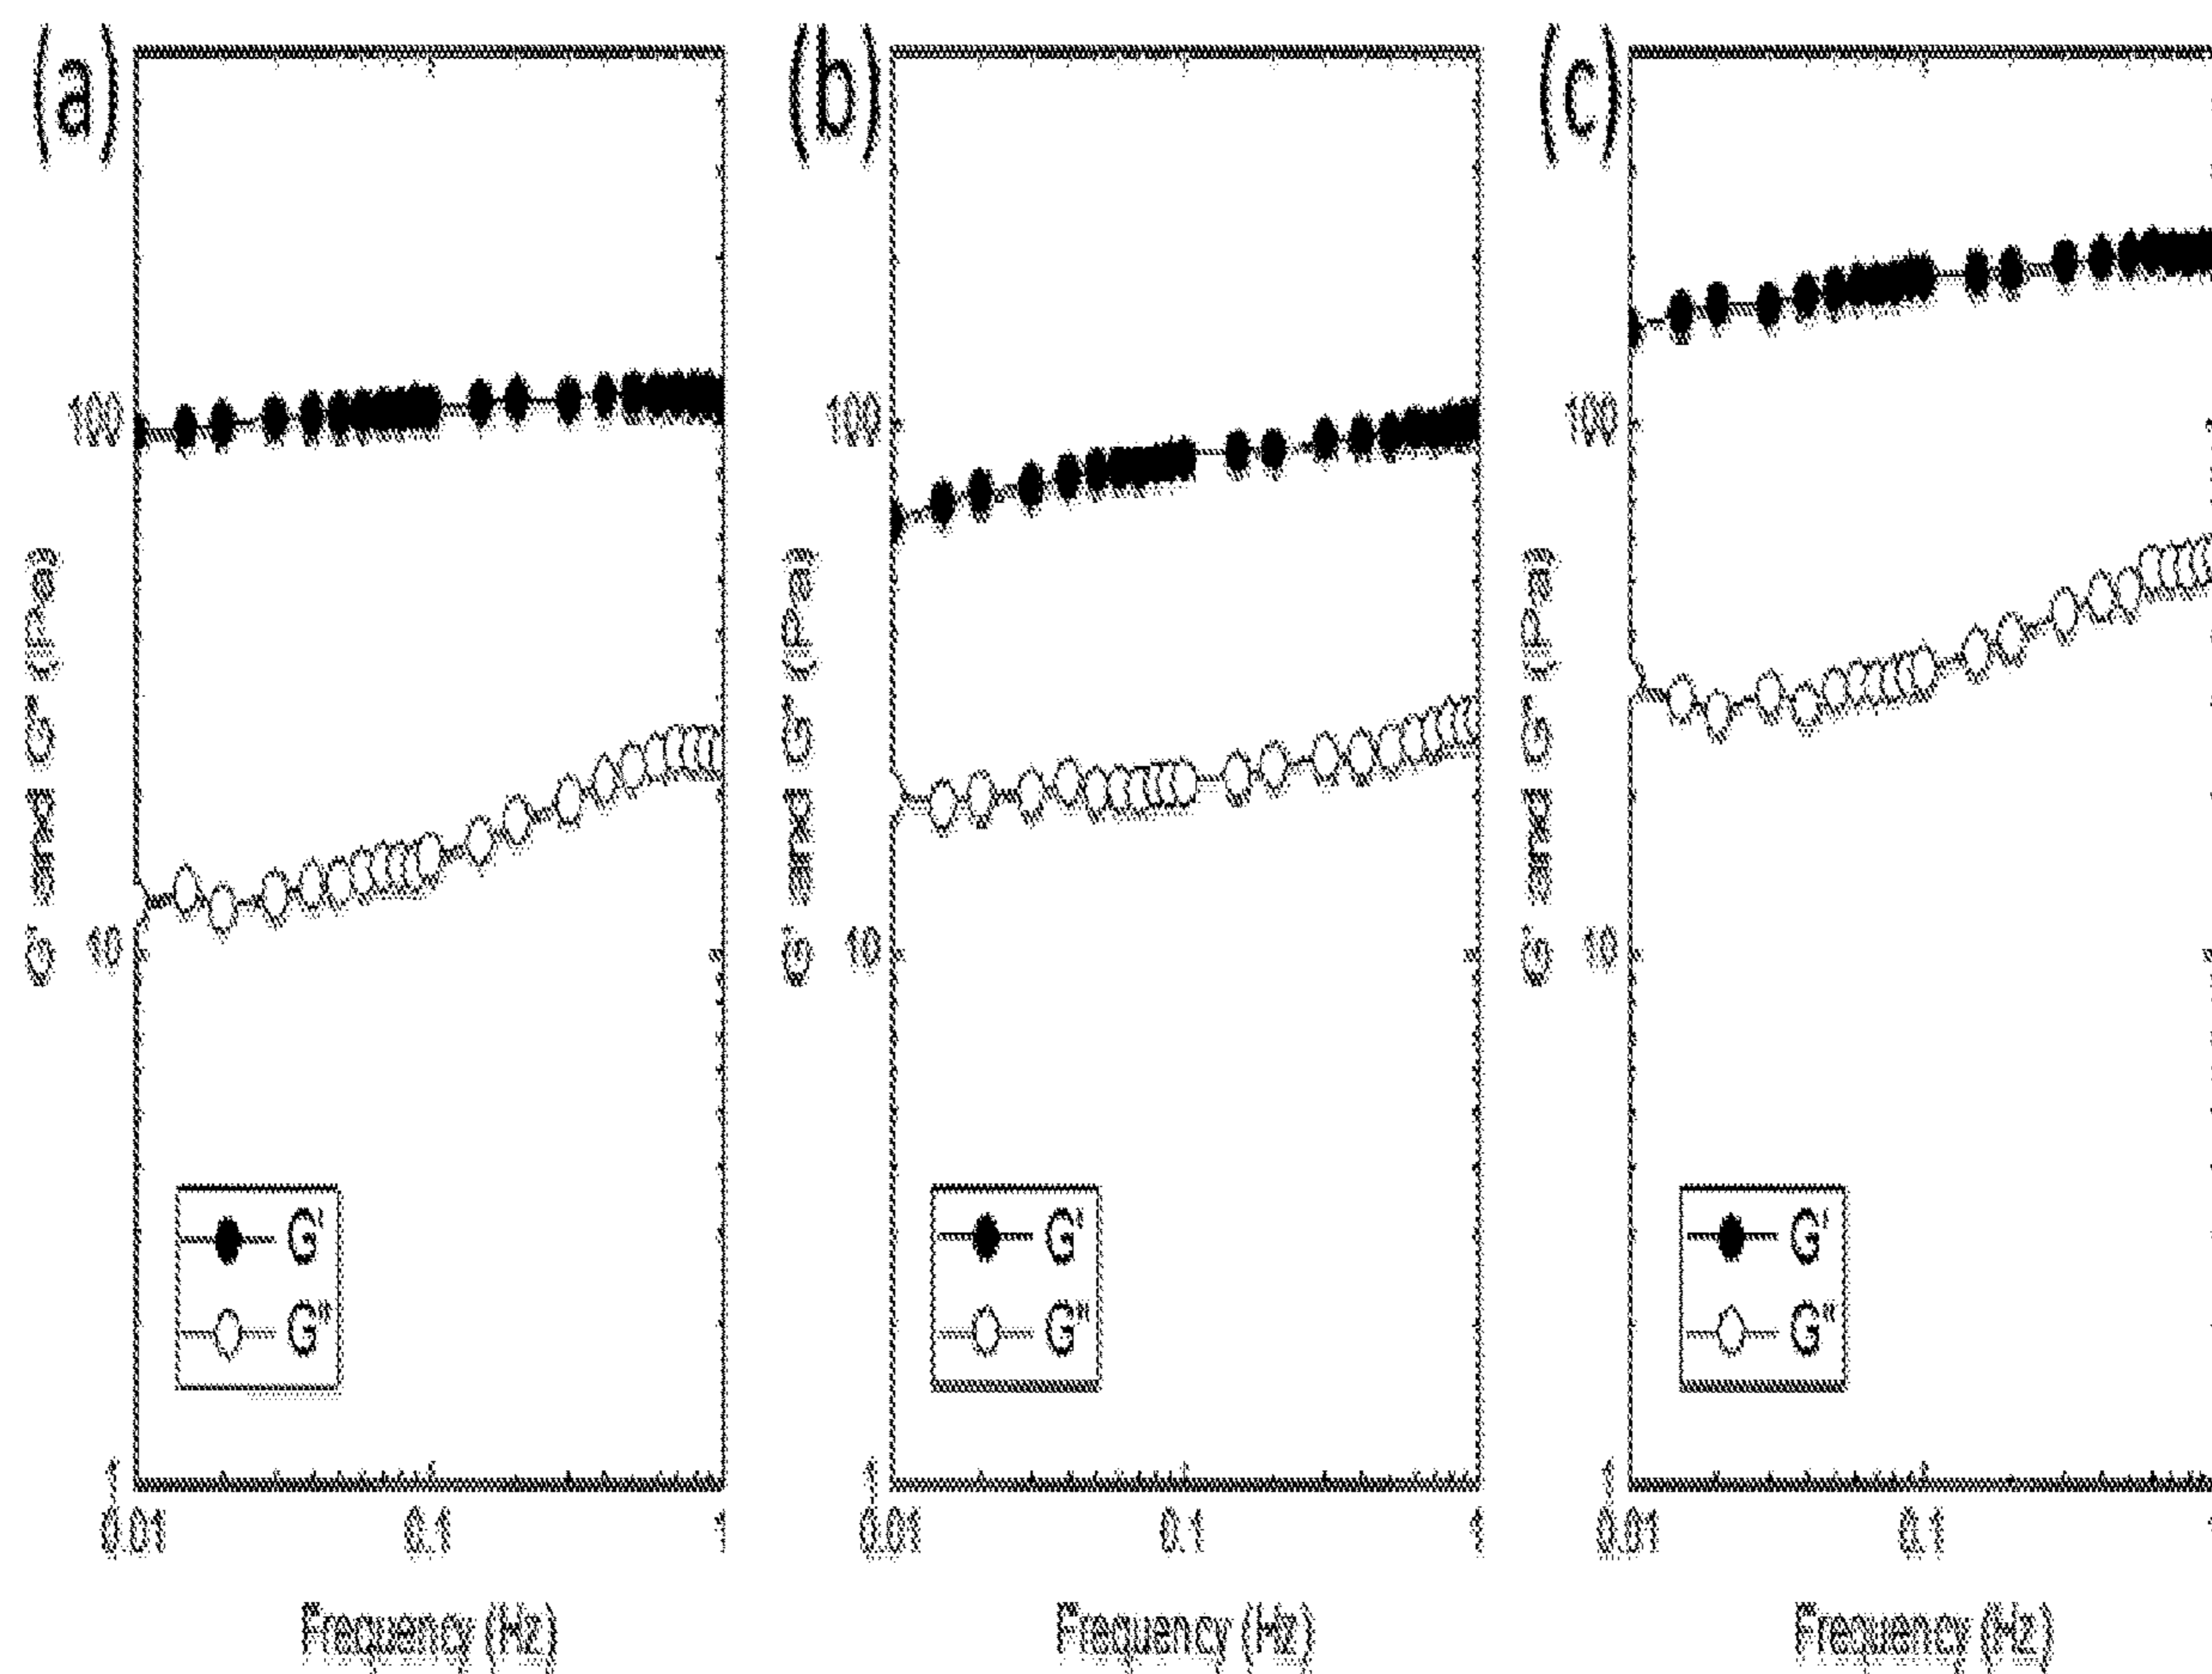 (a)
G' and G" (Pa)
100
10
1
0.01 0.1 1
Frequency (Hz)
G'
G"
(b)
G' and G" (Pa)
100
10
1
0.01 0.1 1
Frequency (Hz)
G'
G"
(c)
G' and G" (Pa)
100
10
1
0.01 0.1
Frequency (Hz)
G'
G"